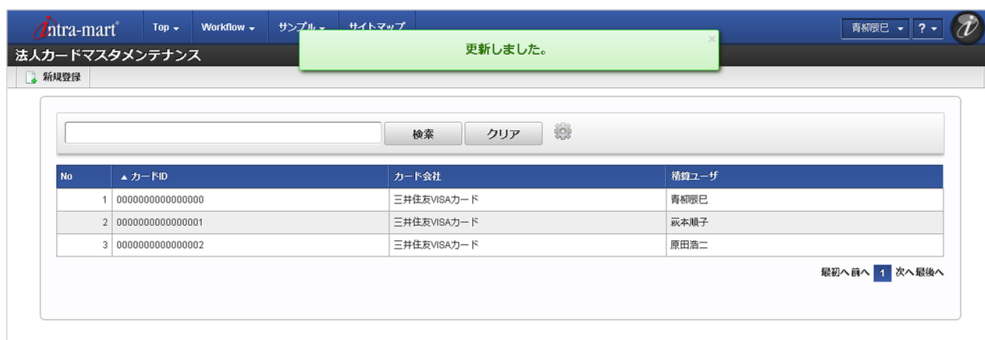 intra-mart Top Workflow サンプル サイトマップ 青柳辰巳 ?
更新しました。
×
法人カードマスタメンテナンス
新規登録
検索 クリア
No ▲ カードID カード会社 積算ユーザ
1 0000000000000000 三井住友VISAカード 青柳辰巳
2 0000000000000001 三井住友VISAカード 萩本順子
3 0000000000000002 三井住友VISAカード 原田浩二
最初へ 前へ 1 次へ 最後へ